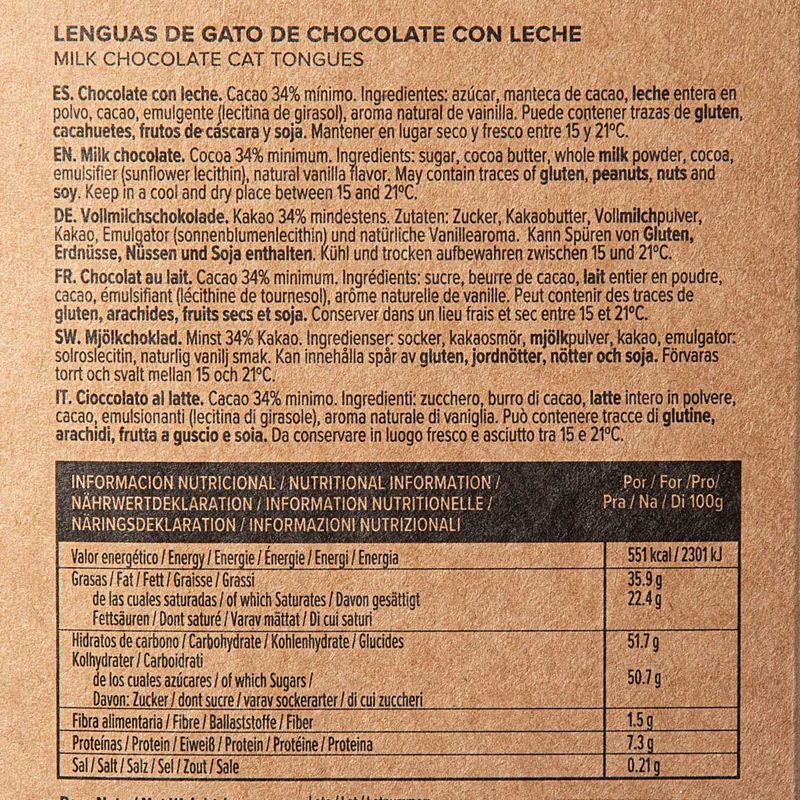 LENGUAS DE GATO DE CHOCOLATE CON LECHE
MILK CHOCOLATE CAT TONGUES
ES. Chocolate con leche. Cacao 34% mínimo. Ingredientes: azúcar, manteca de cacao, leche entera en
polvo, cacao, emulgente (lecitina de girasol), aroma natural de vainilla. Puede contener trazas de gluten,
cacahuetes, frutos de cáscara y soja. Mantener en lugar seco y fresco entre 15 y 21ºC.
EN. Milk chocolate. Cocoa 34% minimum. Ingredients: sugar, cocoa butter, whole milk powder, cocoa,
emulsifier (sunflower lecithin), natural vanilla flavor. May contain traces of gluten, peanuts, nuts and
soy. Keep in a cool and dry place between 15 and 21ºC.
DE. Vollmilchschokolade. Kakao 34% mindestens. Zutaten: Zucker, Kakaobutter, Vollmilchpulver,
Kakao, Emulgator (sonnenblumenlecithin) und natürliche Vanillearoma. Kann Spüren von Gluten,
Erdnüsse, Nüssen und Soja enthalten. Kühl und trocken aufbewahren zwischen 15 und 21ºC.
FR. Chocolat au lait. Cacao 34% minimum. Ingrédients: sucre, beurre de cacao, lait entier en poudre,
cacao, émulsifiant (lécithine de tournesol), arôme naturelle de vanille. Peut contenir des traces de
gluten, arachides, fruits secs et soja. Conserver dans un lieu frais et sec entre 15 et 21ºC.
SW. Mjölkchoklad. Minst 34% Kakao. Ingredienser: socker, kakaosmör, mjölkpulver, kakao, emulgator:
solroslecitin, naturlig vanilj smak. Kan innehålla spår av gluten, jordnötter, nötter och soja. Förvaras
torrt och svalt mellan 15 och 21ºC.
IT. Cioccolato al latte. Cacao 34% minimo. Ingredienti: zucchero, burro di cacao, latte intero in polvere,
cacao, emulsionanti (lecitina di girasole), aroma naturale di vaniglia. Può contenere tracce di glutine,
arachidi, frutta a guscio e soia. Da conservare in luogo fresco e asciutto tra 15 e 21ºC.
INFORMACION NUTRICIONAL / NUTRITIONAL INFORMATION /
NÄHRWERTDEKLARATION / INFORMATION NUTRITIONELLE /
NÄRINGSDEKLARATION / INFORMAZIONI NUTRIZIONALI
Por / For /Pro/
Pra / Na / Di 100g
Valor energético / Energy / Energie / Énergie / Energi / Energia 551 kcal / 2301 kJ
Grasas / Fat / Fett / Graisse / Grassi 35.9 g
de las cuales saturadas / of which Saturates / Davon gesättigt 22.4 g
Fettsäuren / Dont saturé / Varav mättat / Di cui saturi
Hidratos de carbono / Carbohydrate / Kohlenhydrate / Glucides 51.7 g
Kolhydrater / Carboidrati
de los cuales azúcares / of which Sugars / 50.7 g
Davon: Zucker / dont sucre / varav sockerarter / di cui zuccheri
Fibra alimentaria / Fibre / Ballaststoffe / Fiber 1.5 g
Proteínas / Protein / Eiweiß / Protein / Protéine / Proteina 7.3 g
Sal / Salt / Salz / Sel / Zout / Sale 0.21 g